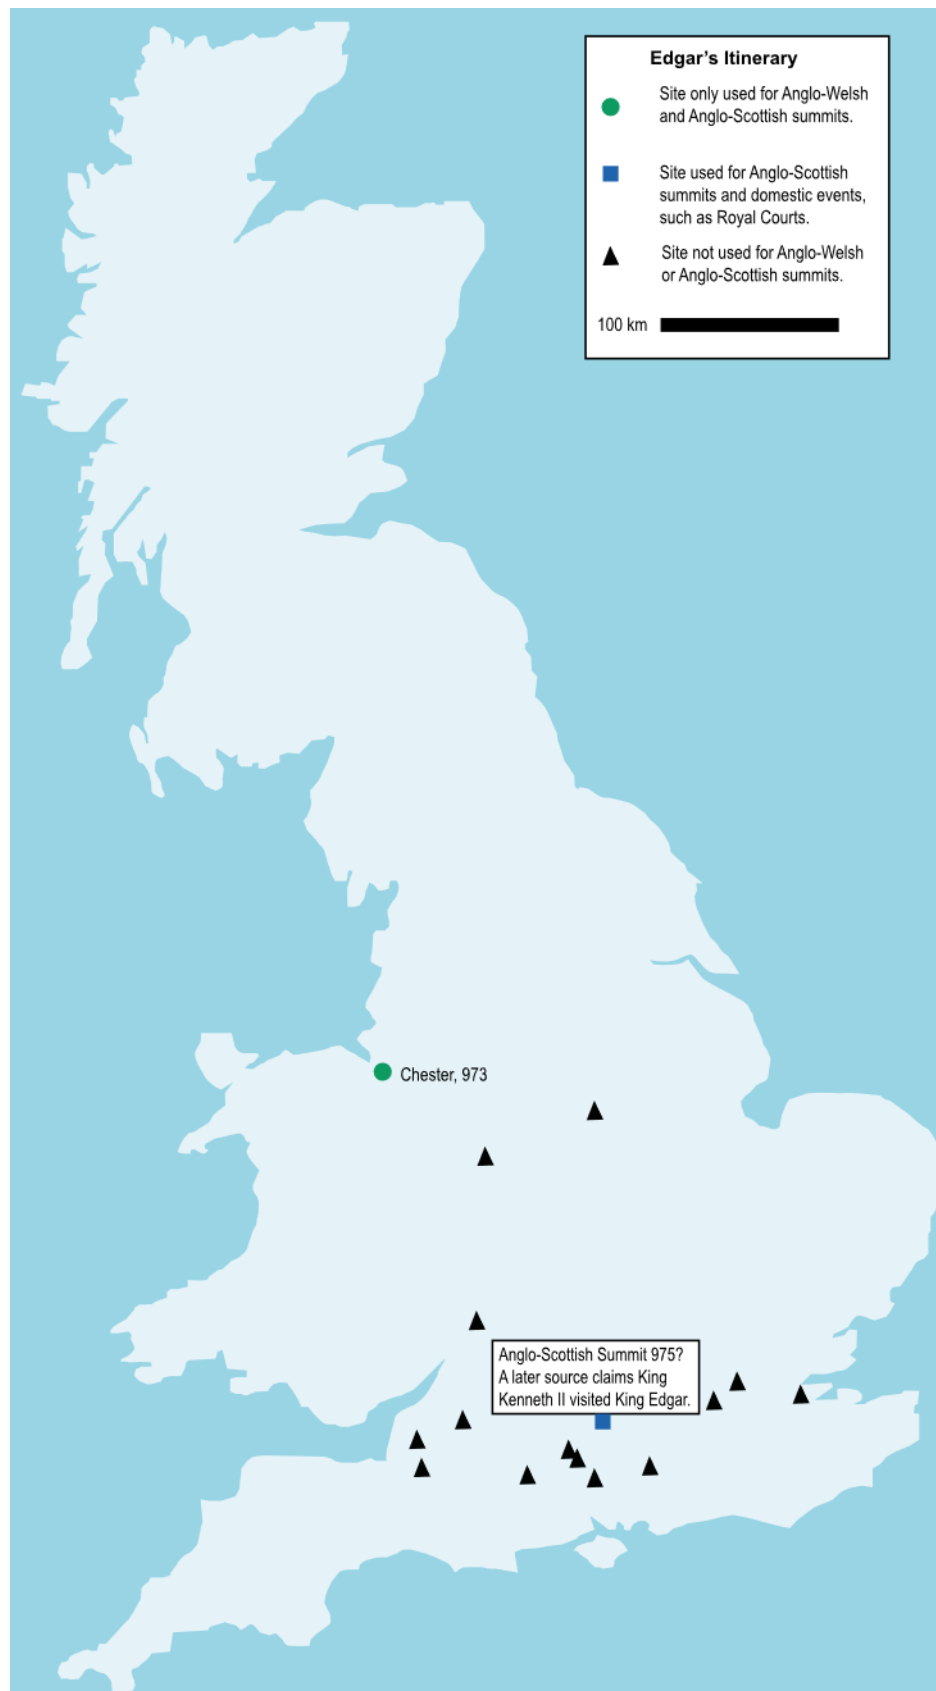 Edgar's Itinerary
Site only used for Anglo-Welsh
and Anglo-Scottish summits.
Site used for Anglo-Scottish
summits and domestic events,
such as Royal Courts.
Site not used for Anglo-Welsh
or Anglo-Scottish summits.
100 km
Chester, 973
Anglo-Scottish Summit 975?
A later source claims King
Kenneth II visited King Edgar.